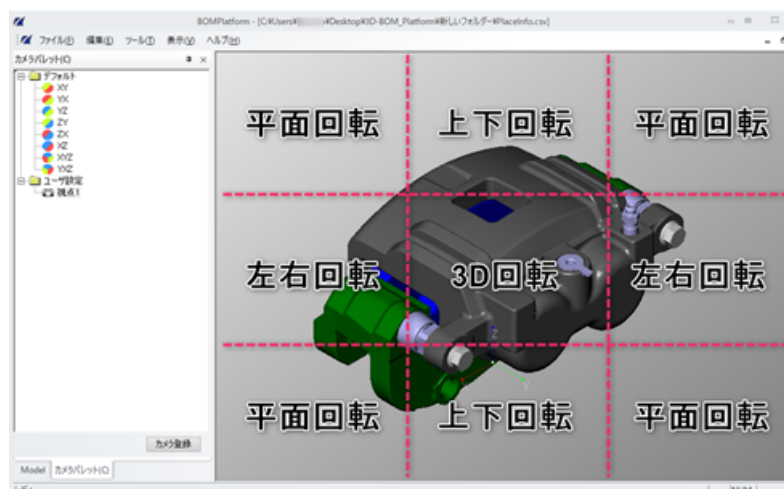 BOMPlatform - [C:¥Users¥
¥Desktop¥XD-BOM_Platform¥新しいフォルダー¥PlaceInfo.csv]
ファイル(F) 編集(E) ツール(T) 表示(V) ヘルプ(H)
カメラパレット(C)
デフォルト
XY
YX
YZ
ZY
ZX
XZ
XYZ
YXZ
ユーザ設定
視点1
平面回転 上下回転 平面回転
左右回転 3D回転 左右回転
Z
Y
平面回転 上下回転 平面回転
カメラ登録
Model カメラパレット(C)